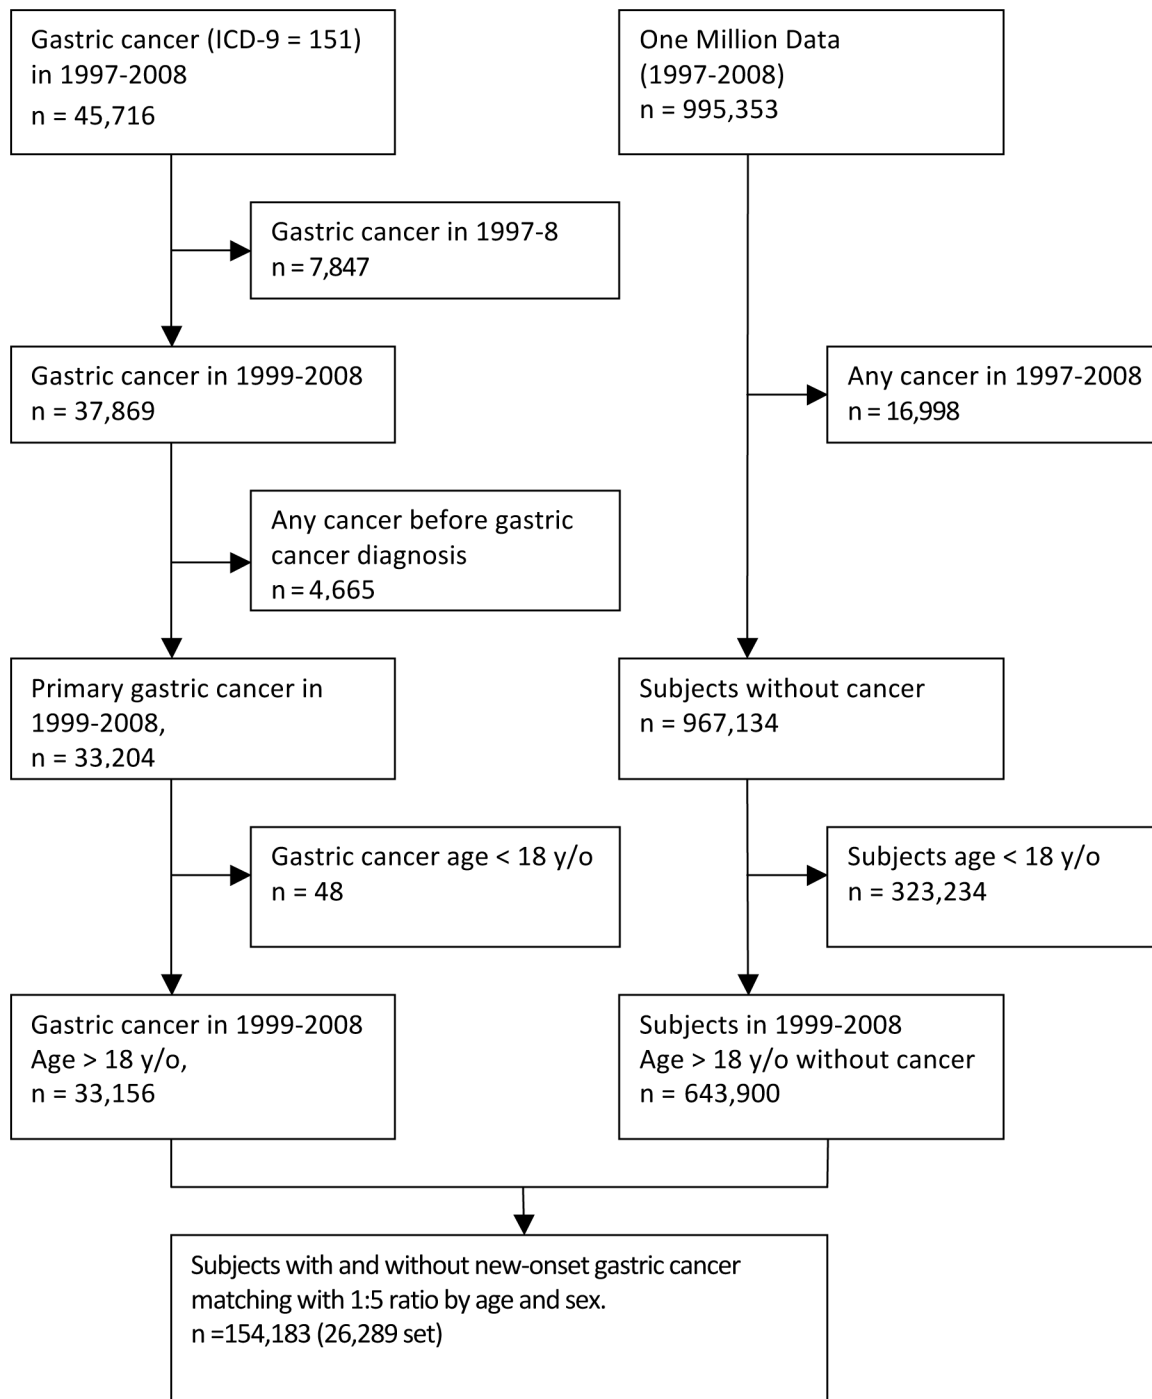 Gastric cancer (ICD-9 = 151)
in 1997-2008
n = 45,716
One Million Data
(1997-2008)
n = 995,353
Gastric cancer in 1997-8
n = 7,847
Gastric cancer in 1999-2008
n = 37,869
Any cancer in 1997-2008
n = 16,998
Any cancer before gastric
cancer diagnosis
n = 4,665
Primary gastric cancer in
1999-2008,
n = 33,204
Subjects without cancer
n = 967,134
Gastric cancer age < 18 y/o
n = 48
Subjects age < 18 y/o
n = 323,234
Gastric cancer in 1999-2008
Age > 18 y/o,
n = 33,156
Subjects in 1999-2008
Age > 18 y/o without cancer
n = 643,900
Subjects with and without new-onset gastric cancer
matching with 1:5 ratio by age and sex.
n =154,183 (26,289 set)